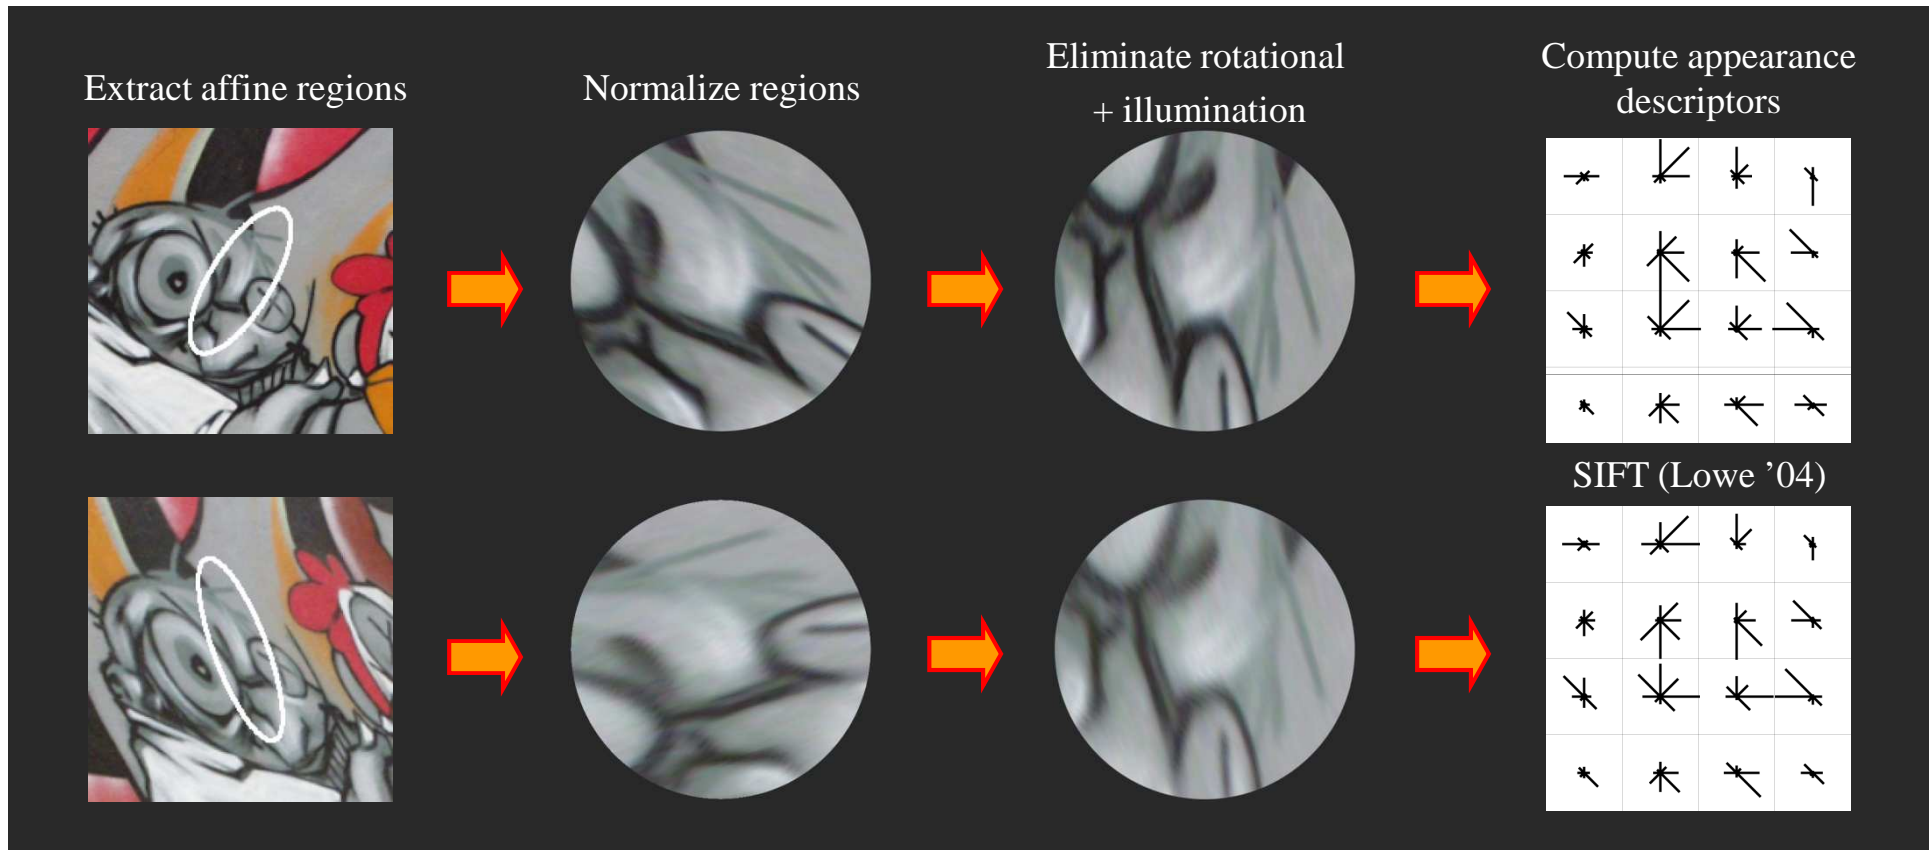 Extract affine regions
Normalize regions
Eliminate rotational
+ illumination
Compute appearance
descriptors
SIFT (Lowe ’04)